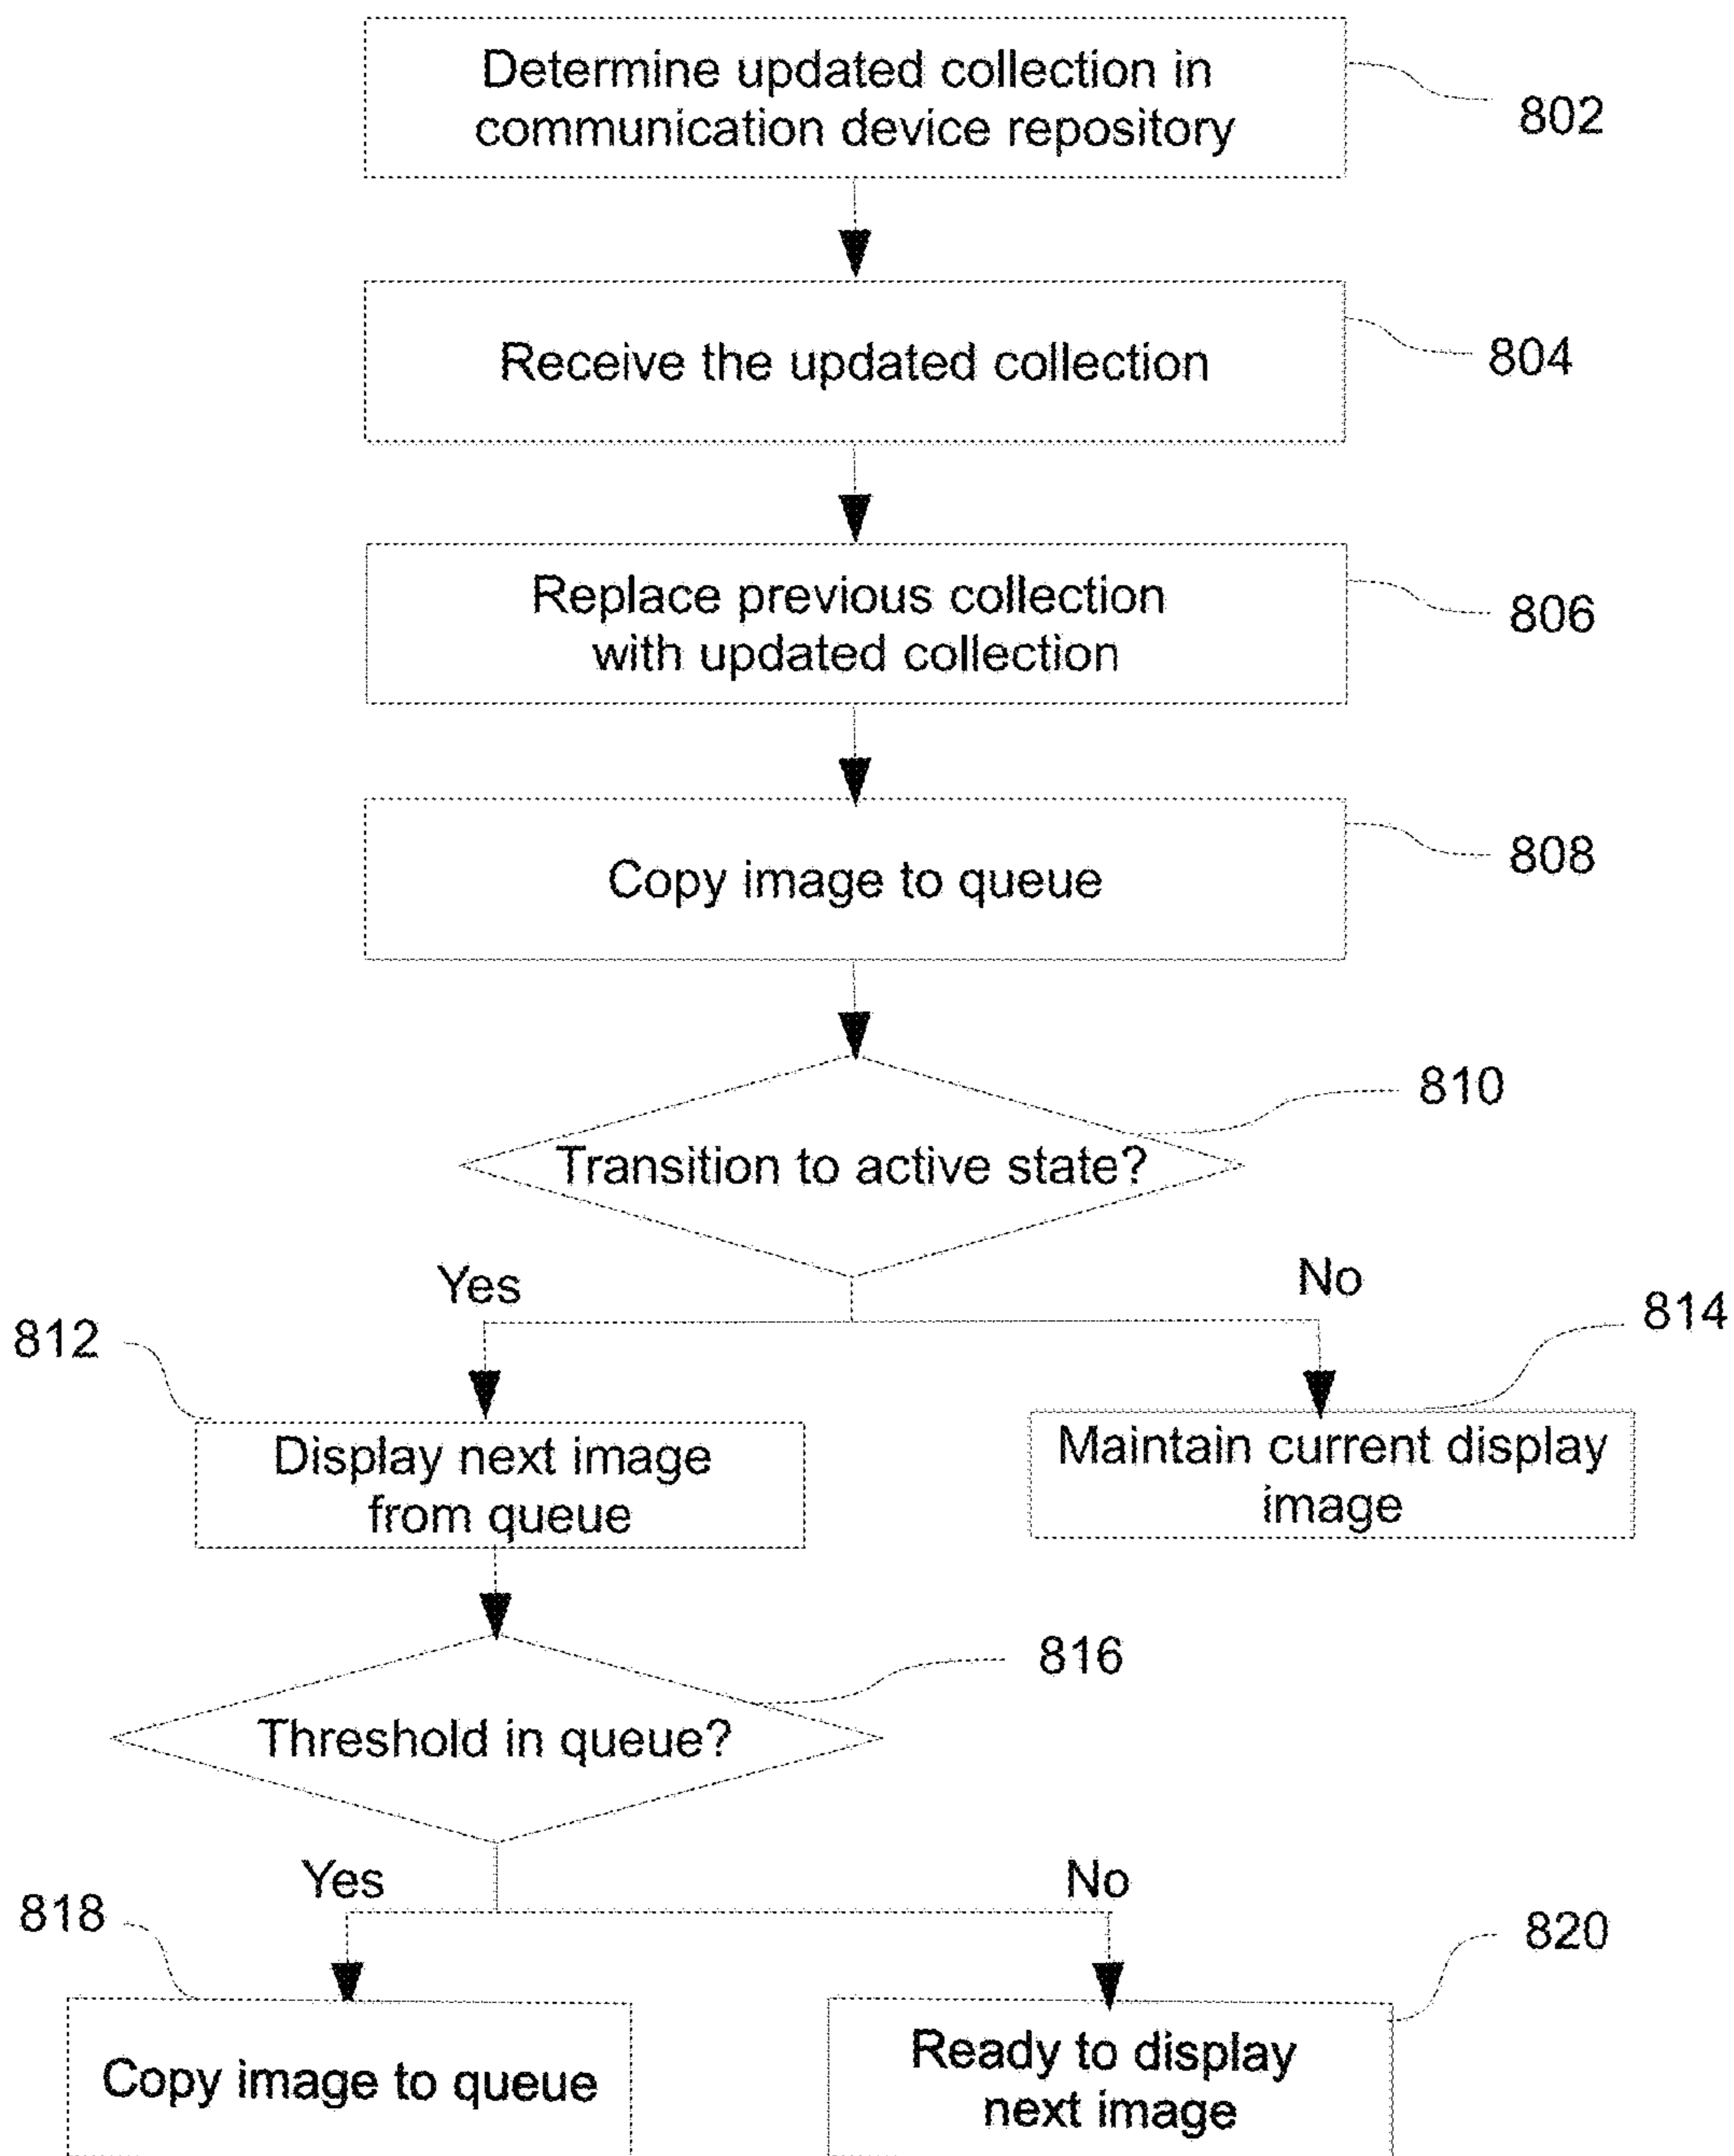 Determine updated collection in
communication device repository
802
Receive the updated collection
804
Replace previous collection
with updated collection
806
Copy image to queue
808
810
Transition to active state?
Yes
No
812
814
Display next image
from queue
Maintain current display
image
816
Threshold in queue?
Yes
No
818
820
Copy image to queue
Ready to display
next image